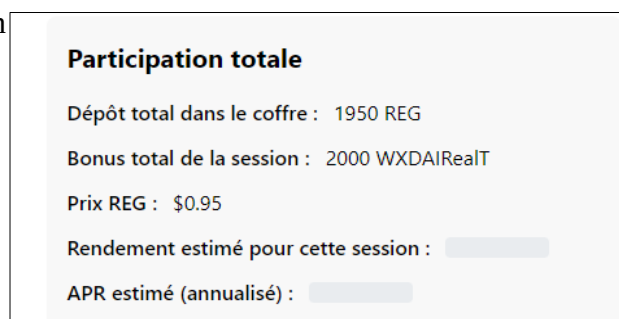 Participation totale
Dépôt total dans le coffre : 1950 REG
Bonus total de la session : 2000 WXDAIRealT
Prix REG : $0.95
Rendement estimé pour cette session :
APR estimé (annualisé) :